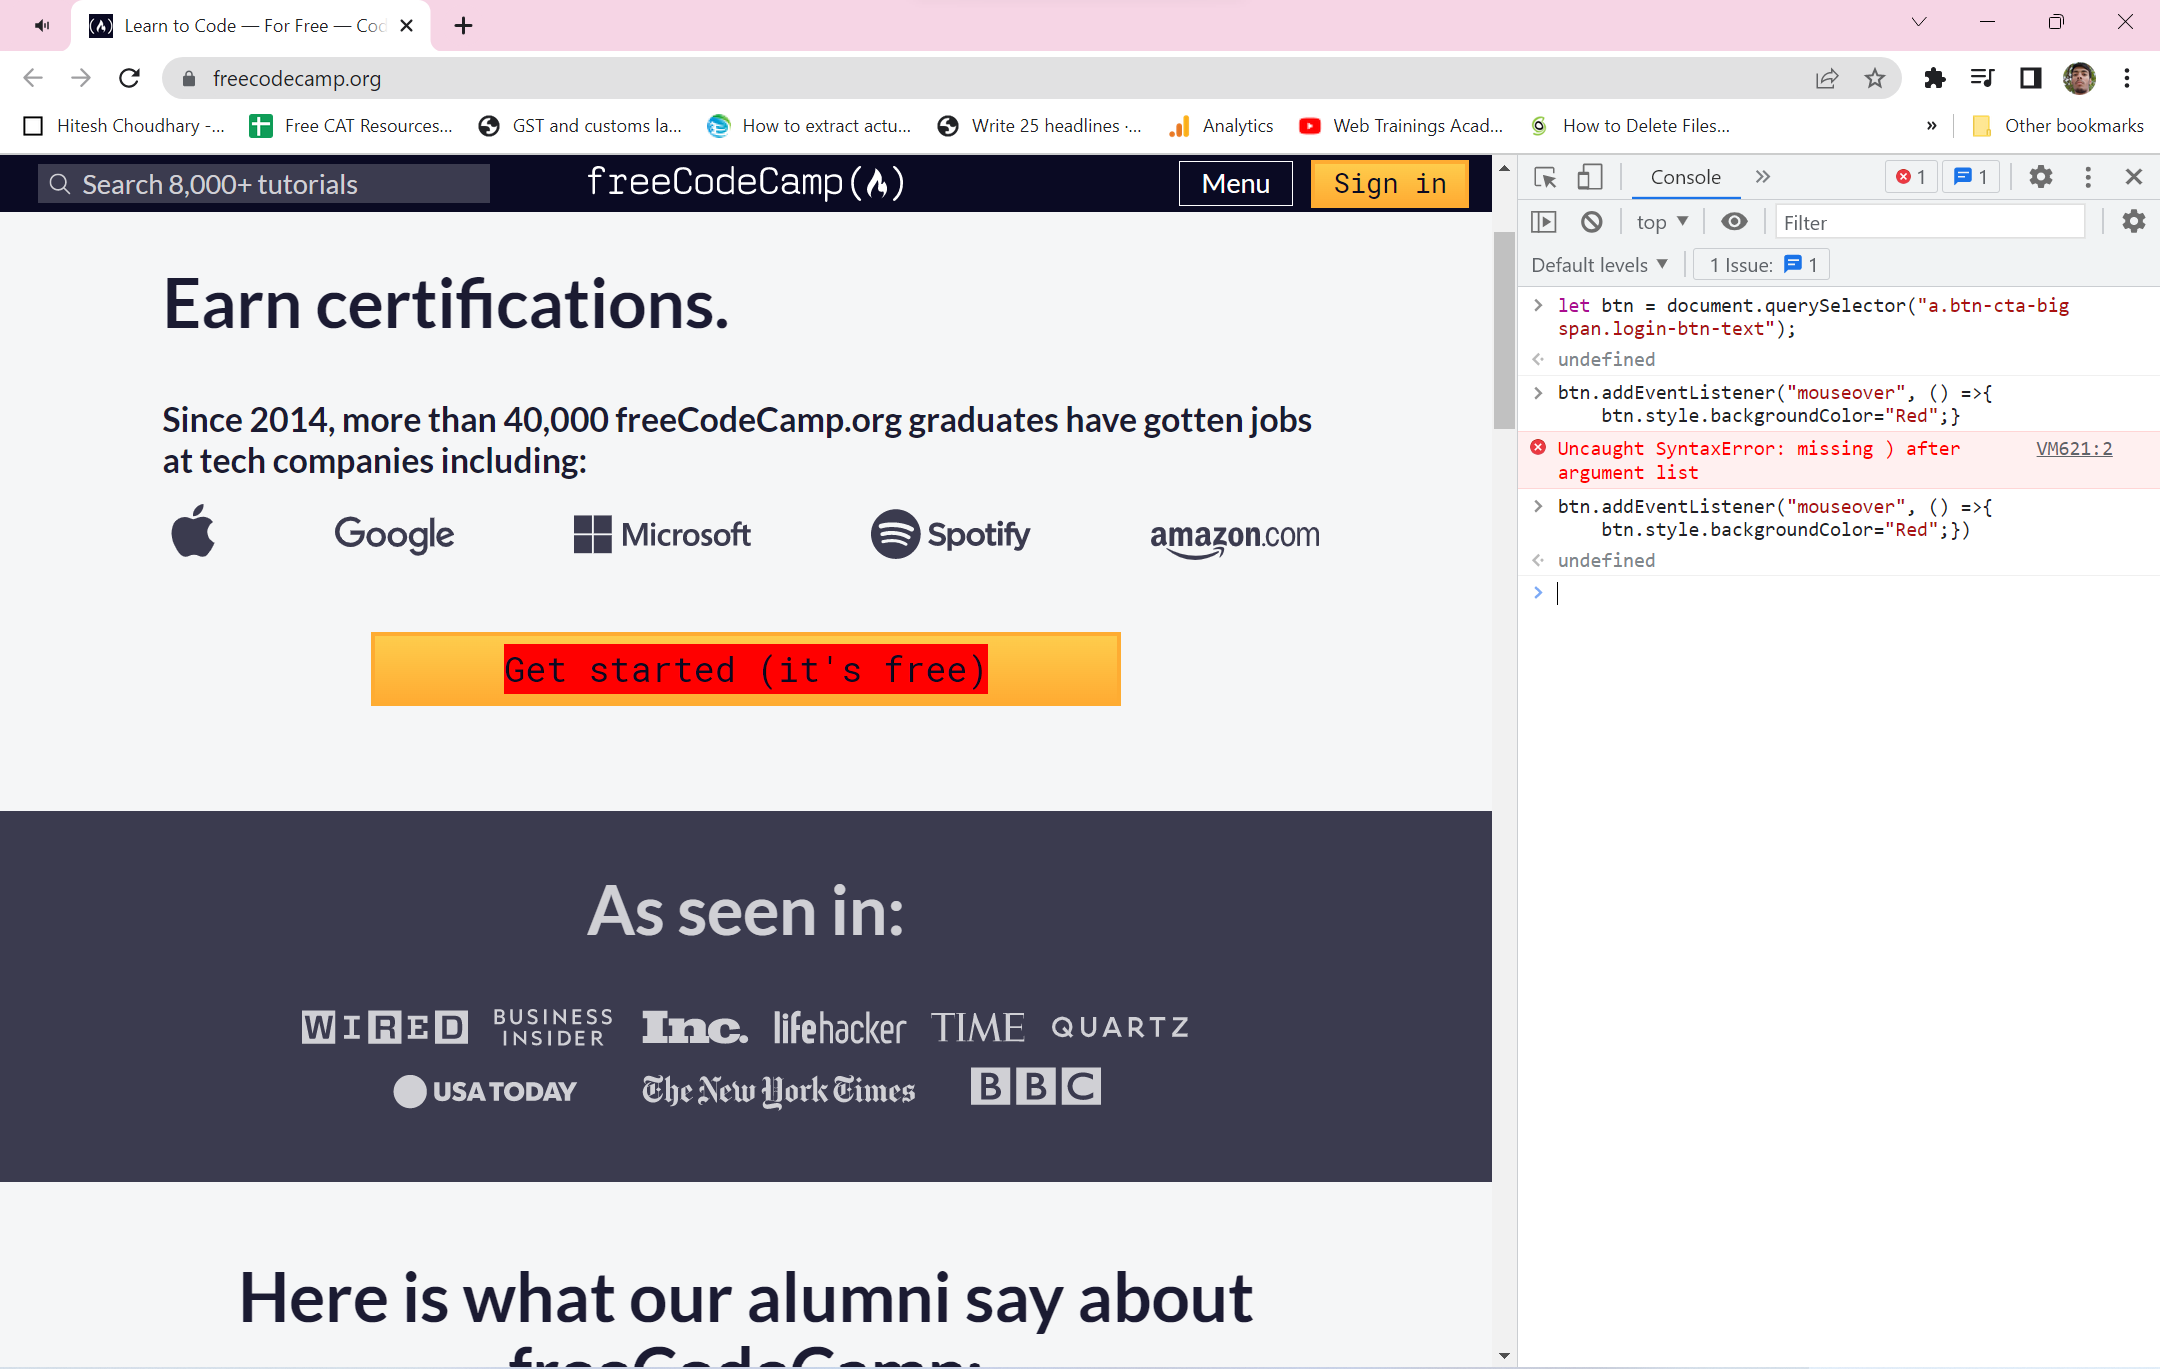 Learn to Code — For Free — Cod
freecodecamp.org
Hitesh Choudhary -...
Free CAT Resources...
GST and customs la...
How to extract actu...
Write 25 headlines ·...
Analytics
Web Trainings Acad...
How to Delete Files...
»
Other bookmarks
Search 8,000+ tutorials
freeCodeCamp
Menu
Sign in
Earn certifications.
Since 2014, more than 40,000 freeCodeCamp.org graduates have gotten jobs
at tech companies including:
Google
Microsoft
Spotify
amazon.com
Get started (it's free)
As seen in:
WIRED
BUSINESS
INSIDER
Inc.
lifehacker
TIME
QUARTZ
USA TODAY
The New York Times
BBC
Here is what our alumni say about
freeCodeCamp:
Console
1
1
top
Filter
Default levels
1 Issue:
1
let btn = document.querySelector("a.btn-cta-big
span.login-btn-text");
undefined
btn.addEventListener("mouseover", () =>{
btn.style.backgroundColor="Red";}
Uncaught SyntaxError: missing ) after
argument list
VM621:2
btn.addEventListener("mouseover", () =>{
btn.style.backgroundColor="Red";})
undefined